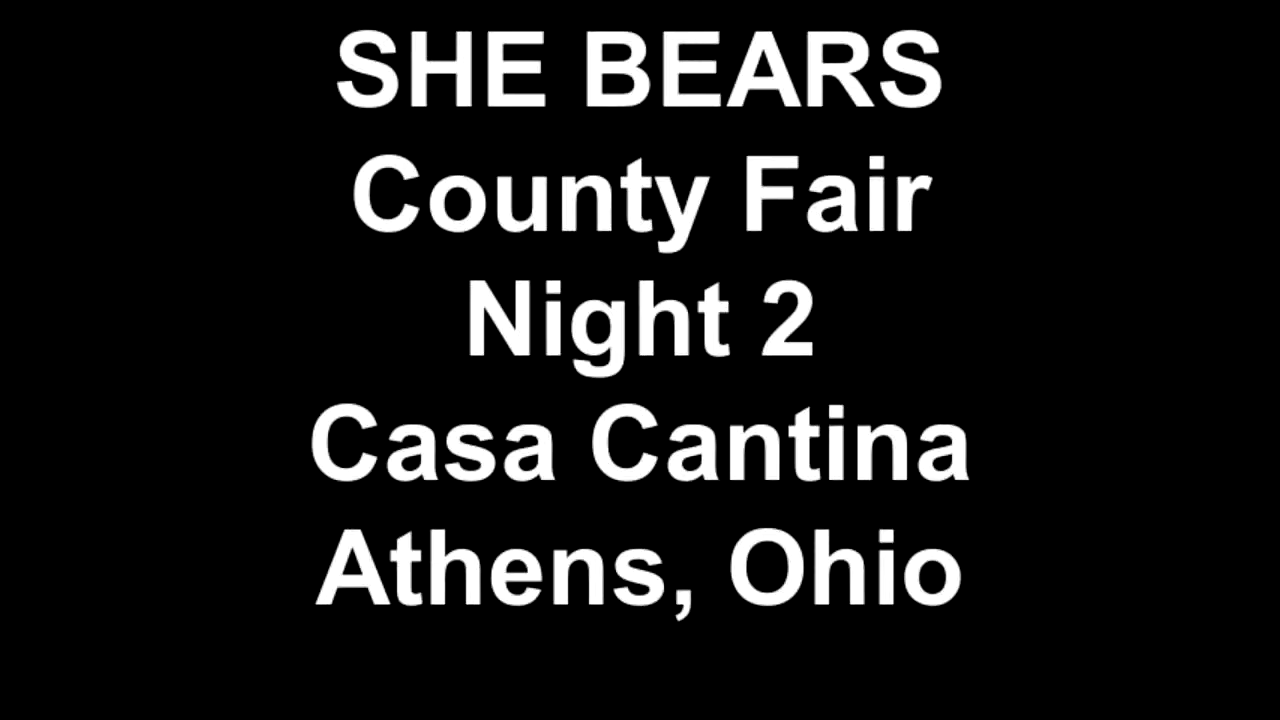 SHE BEARS
County Fair
Night 2
Casa Cantina
Athens, Ohio